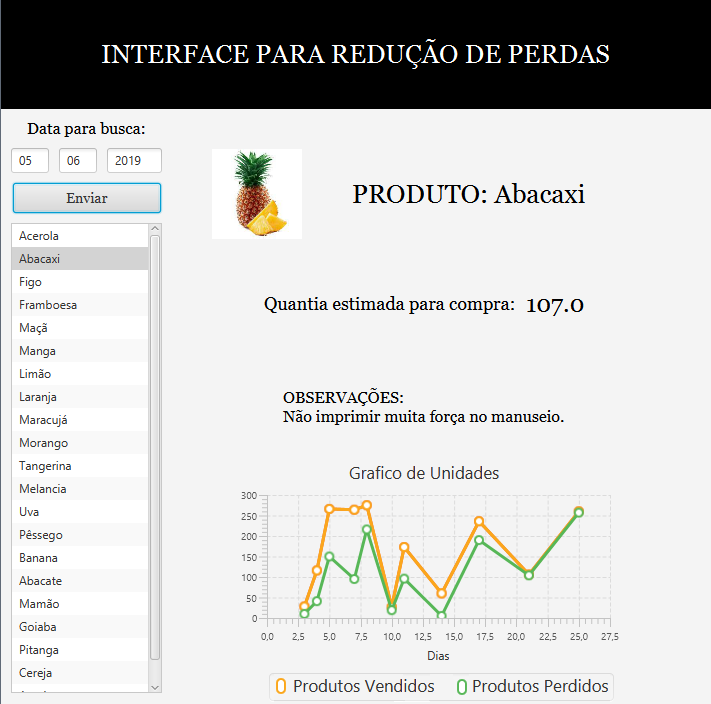 INTERFACE PARA REDUÇÃO DE PERDAS
Data para busca:
05 06 2019
Enviar
Acerola
Abacaxi
Figo
Framboesa
Maçã
Manga
Limão
Laranja
Maracujá
Morango
Tangerina
Melancia
Uva
Pêssego
Banana
Abacate
Mamão
Goiaba
Pitanga
Cereja
PRODUTO: Abacaxi
Quantia estimada para compra: 107.0
OBSERVAÇÕES:
Não imprimir muita força no manuseio.
Grafico de Unidades
300
250
200
150
100
50
0
0,0 2,5 5,0 7,5 10,0 12,5 15,0 17,5 20,0 22,5 25,0 27,5
Dias
Produtos Vendidos Produtos Perdidos